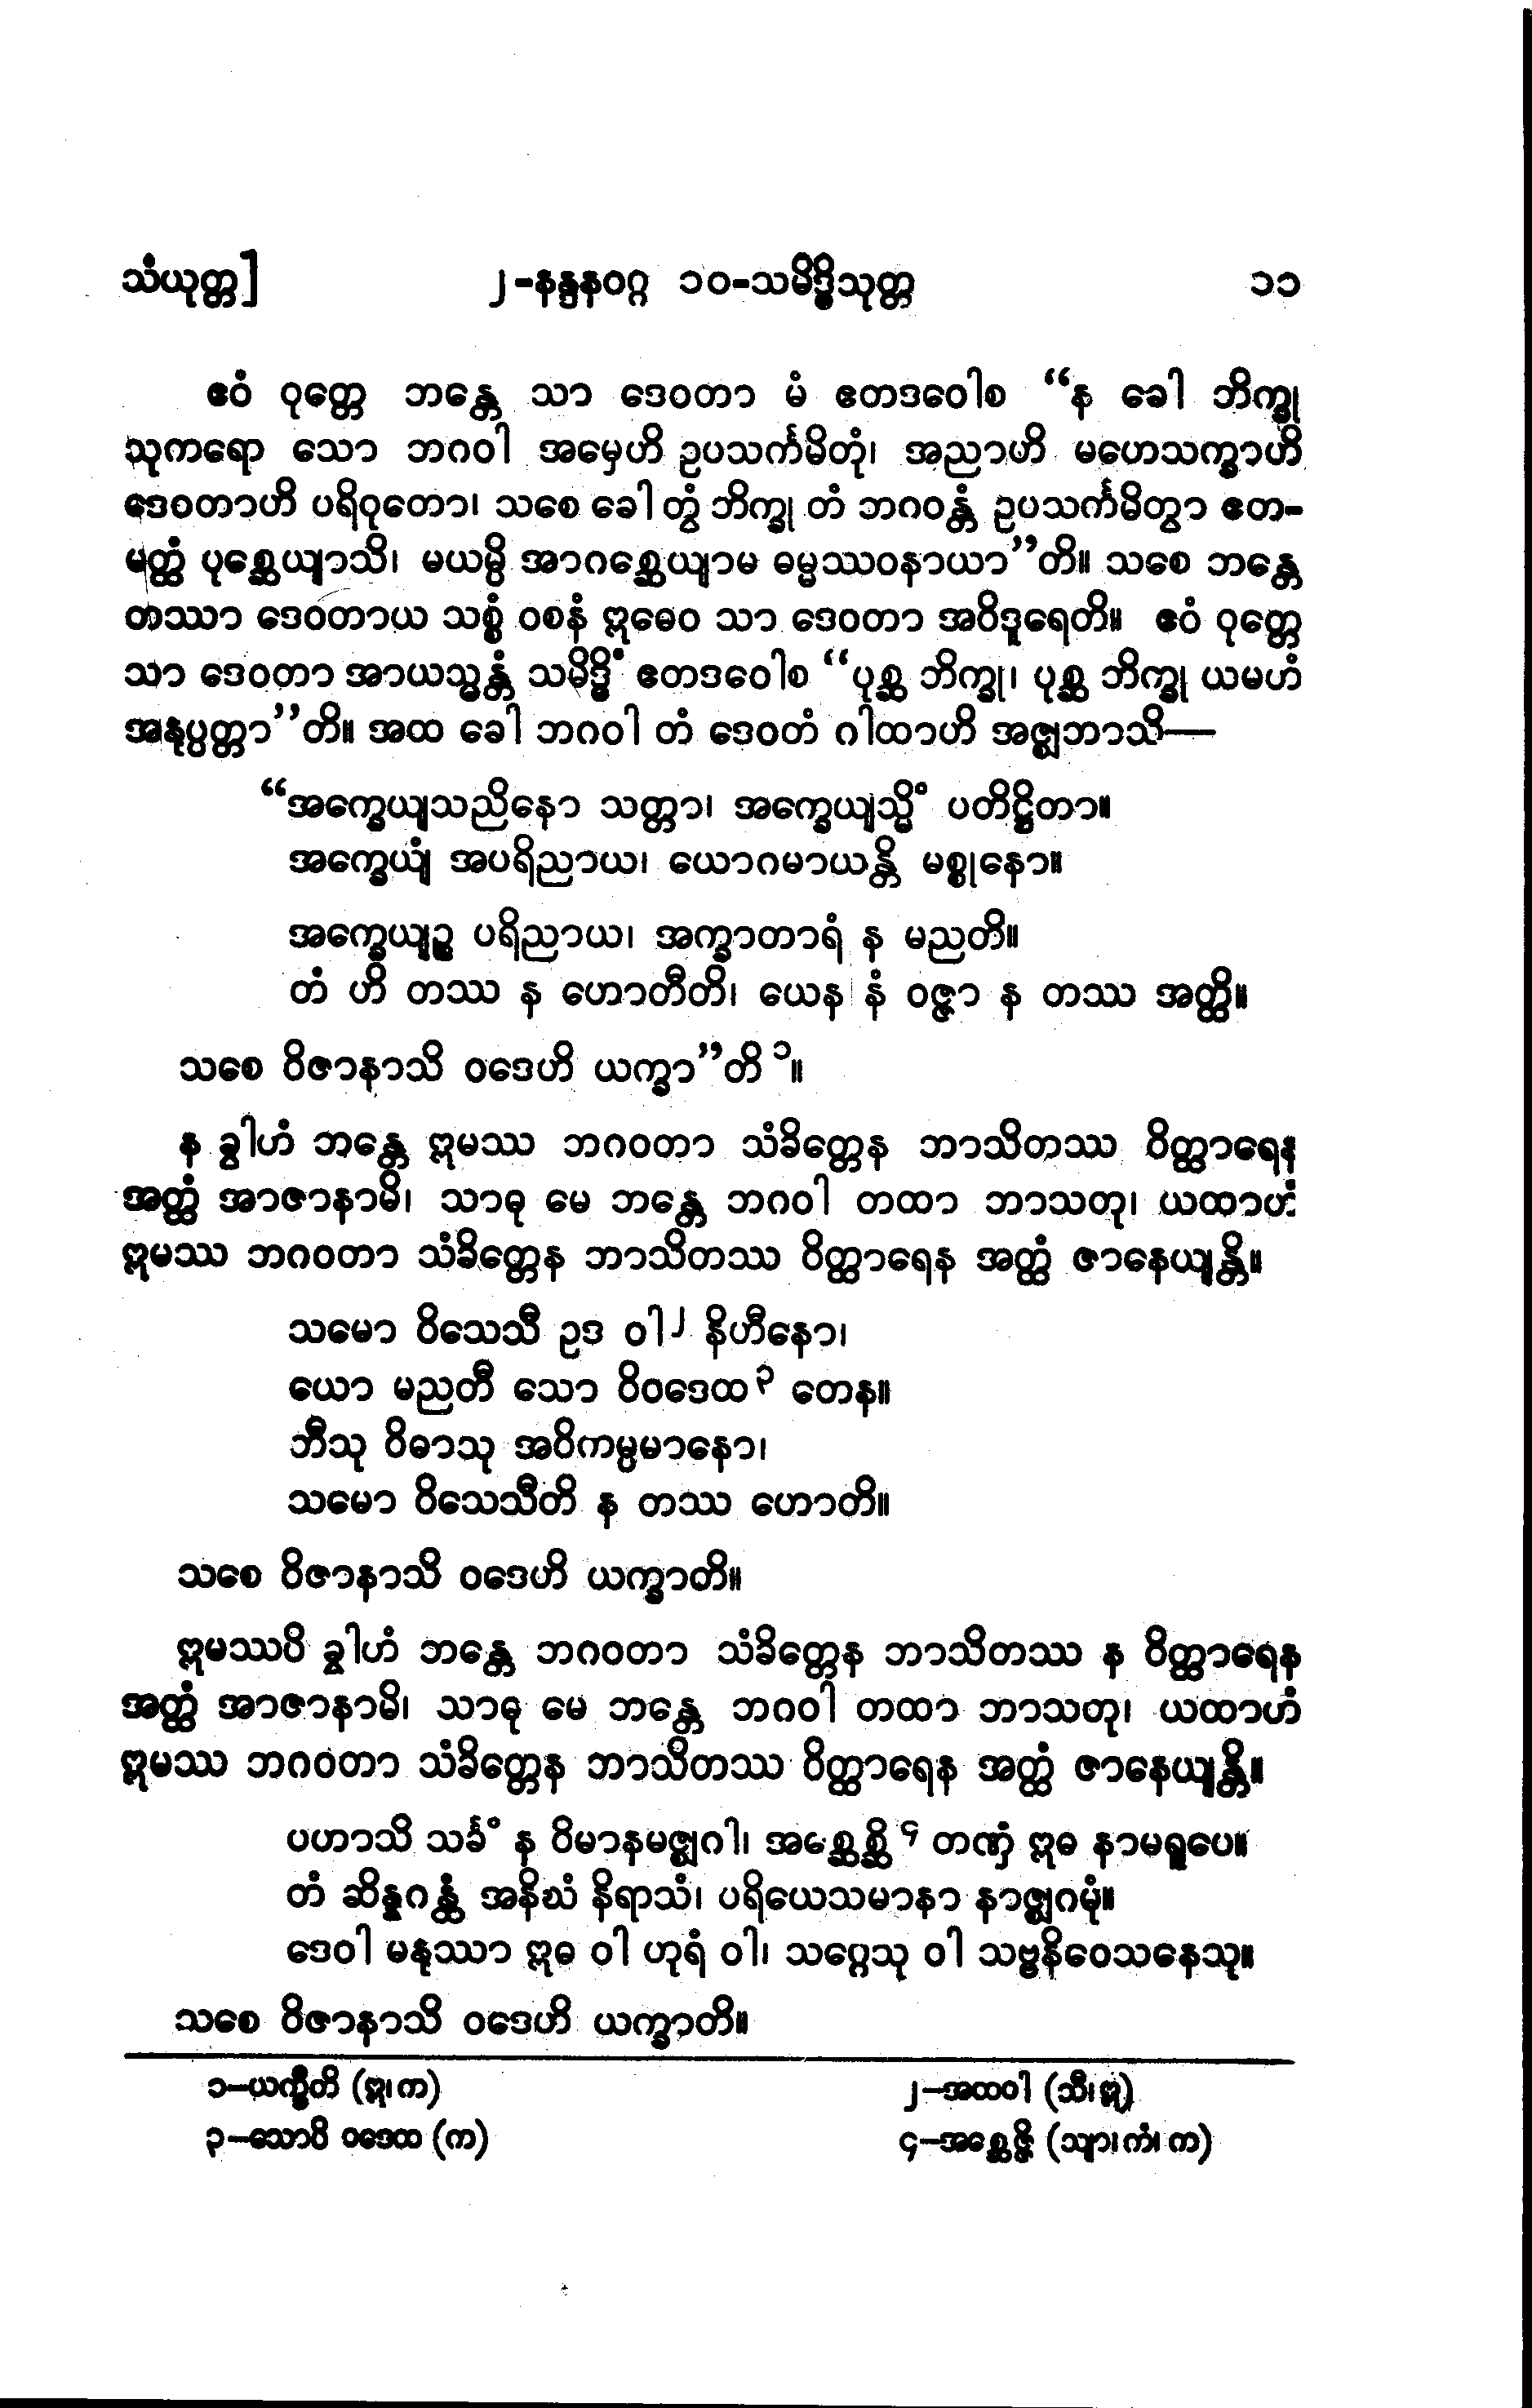 သံယုတ္တ]	၂-နန္ဒနဝဂ္ဂ ၁၀-သမိဒ္ဓိသုတ္တ	၁၁
ဧဝံ ဝုတ္တေ ဘန္တေ သာ ဒေဝတာ မံ ဧတဒဝေါစ “န ခေါ ဘိက္ခု
သုကရော သော ဘဂဝါ အမှေဟိ ဥပသင်္ကမိတုံ၊ အညာဟိ မဟေသက္ခာဟိ
ဒေဝတာဟိ ပရိဝုတော၊ သစေ ခေါ တွံ ဘိက္ခု တံ ဘဂဝန္တံ ဥပသင်္ကမိတွာ ဧတ-
မတ္ထံ ပုစ္ဆေယျာသိ၊ မယမ္ပိ အာဂစ္ဆေယျာမ ဓမ္မဿဝနာယာ”တိ။ သစေ ဘန္တေ
တဿာ ဒေဝတာယ သစ္စံ ဝစနံ ဣဓေဝ သာ ဒေဝတာ အဝိဒူရေတိ။ ဧဝံ ဝုတ္တေ
သာ ဒေဝတာ အာယသ္မန္တံ သမိဒ္ဓိံ ဧတဒဝေါစ “ပုစ္ဆ ဘိက္ခု၊ ပုစ္ဆ ဘိက္ခု ယမဟံ
အနုပ္ပတ္တာ”တိ။ အထ ခေါ ဘဂဝါ တံ ဒေဝတံ ဂါထာဟိ အဇ္ဈဘာသိ—
“အက္ခေယျသညိနော သတ္တာ၊ အက္ခေယျသ္မိံ ပတိဋ္ဌိတာ။
အက္ခေယျံ အပရိညာယ၊ ယောဂမာယန္တိ မစ္စုနော။
အက္ခေယျဉ္စ ပရိညာယ၊ အက္ခာတာရံ န မညတိ။
တံ ဟိ တဿ န ဟောတီတိ၊ ယေန နံ ဝဇ္ဇာ န တဿ အတ္ထိ။
သစေ ဝိဇာနာသိ ဝဒေဟိ ယက္ခာ”တိ ၁။
န ခွါဟံ ဘန္တေ ဣမဿ ဘဂဝတာ သံခိတ္တေန ဘာသိတဿ ဝိတ္ထာရေန
အတ္ထံ အာဇာနာမိ၊ သာဓု မေ ဘန္တေ ဘဂဝါ တထာ ဘာသတု၊ ယထာဟံ
ဣမဿ ဘဂဝတာ သံခိတ္တေန ဘာသိတဿ ဝိတ္ထာရေန အတ္ထံ ဇာနေယျန္တိ။
သမော ဝိသေသီ ဥဒ ဝါ၂ နိဟီနော၊
ယော မညတီ သော ဝိဝဒေထ၃ တေန။
တီသု ဝိဓာသု အဝိကမ္ပမာနော၊
သမော ဝိသေသီတိ န တဿ ဟောတိ။
သစေ ဝိဇာနာသိ ဝဒေဟိ ယက္ခာတိ။
ဣမဿပိ ခွါဟံ ဘန္တေ ဘဂဝတာ သံခိတ္တေန ဘာသိတဿ န ဝိတ္ထာရေန
အတ္ထံ အာဇာနာမိ၊ သာဓု မေ ဘန္တေ ဘဂဝါ တထာ ဘာသတု၊ ယထာဟံ
ဣမဿ ဘဂဝတာ သံခိတ္တေန ဘာသိတဿ ဝိတ္ထာရေန အတ္ထံ ဇာနေယျန္တိ။
ပဟာသိ သင်္ခံ န ဝိမာနမဇ္ဈဂါ၊ အစ္ဆေစ္ဆိ ၄ တဏှံ ဣဓ နာမရူပေ။
တံ ဆိန္နဂန္ထံ အနိဃံ နိရာသံ၊ ပရိယေသမာနာ နာဇ္ဈဂမုံ။
ဒေဝါ မနုဿာ ဣဓ ဝါ ဟုရံ ဝါ၊ သဂ္ဂေသု ဝါ သဗ္ဗနိဝေသနေသု။
သစေ ဝိဇာနာသိ ဝဒေဟိ ယက္ခာတိ။
၁—ယက္ခီတိ (ဣ၊ က)	၂—အထဝါ (သီ၊ ဣ)
၃—သောပိ ဝဒေထ (က)	၄—အစ္ဆေဇ္ဇိ (သျာ၊ ကံ၊ က)